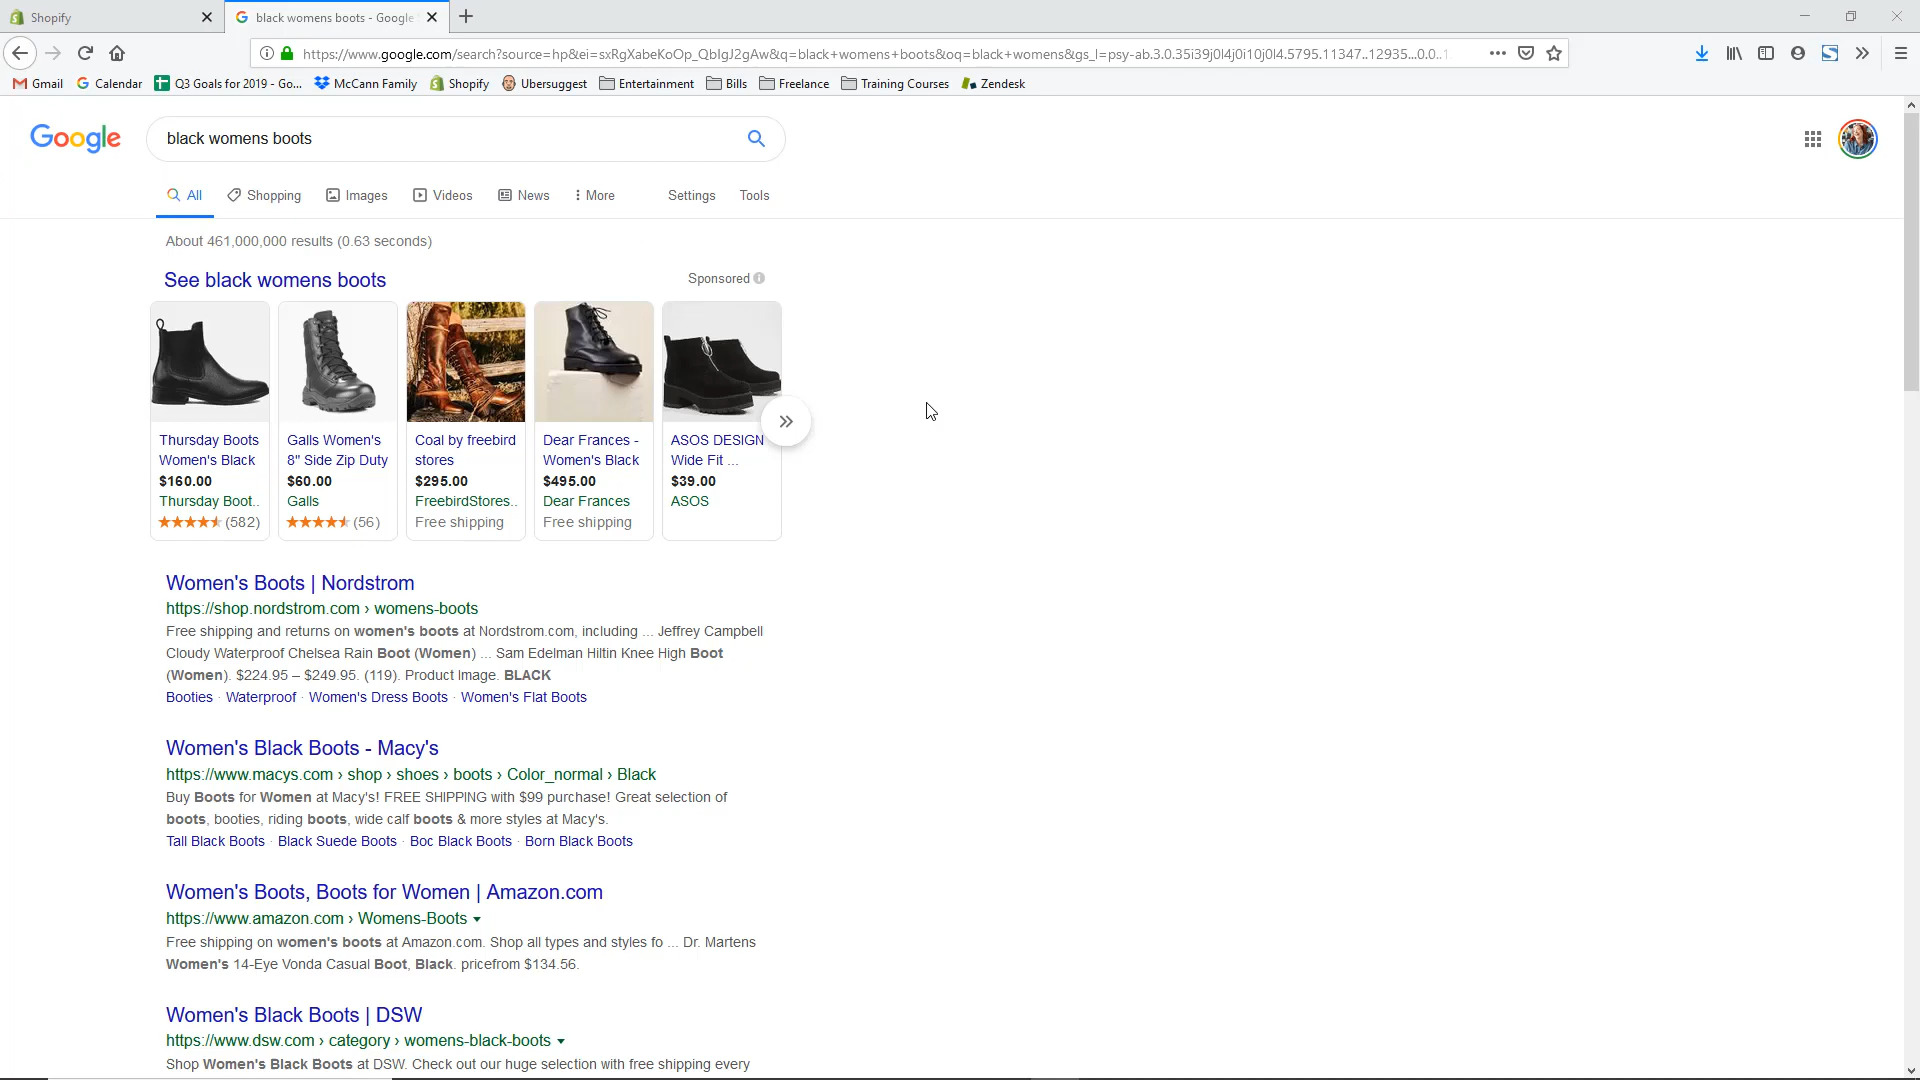 Shopify
black womens boots - Google
https://www.google.com/search?source=hp&ei=sxRgXabeKoOp_QbIgJ2gAw&q=black+womens+boots&oq=black+womens&gs_l=psy-ab.3.0.35i39j0l4j0i10j0l4.5795.11347..12935...0.0..1
Gmail Calendar Q3 Goals for 2019 - Go... McCann Family Shopify Ubersuggest Entertainment Bills Freelance Training Courses Zendesk
Google black womens boots
All Shopping Images Videos News More Settings Tools
About 461,000,000 results (0.63 seconds)
See black womens boots Sponsored
Thursday Boots
Women's Black
$160.00
Thursday Boot..
(582)
Galls Women's
8" Side Zip Duty
$60.00
Galls
(56)
Coal by freebird
stores
$295.00
FreebirdStores..
Free shipping
Dear Frances -
Women's Black
$495.00
Dear Frances
Free shipping
ASOS DESIGN
Wide Fit ...
$39.00
ASOS
Women's Boots | Nordstrom
https://shop.nordstrom.com › womens-boots
Free shipping and returns on women's boots at Nordstrom.com, including ... Jeffrey Campbell
Cloudy Waterproof Chelsea Rain Boot (Women) ... Sam Edelman Hiltin Knee High Boot
(Women). $224.95 – $249.95. (119). Product Image. BLACK
Booties · Waterproof · Women's Dress Boots · Women's Flat Boots
Women's Black Boots - Macy's
https://www.macys.com › shop › shoes › boots › Color_normal › Black
Buy Boots for Women at Macy's! FREE SHIPPING with $99 purchase! Great selection of
boots, booties, riding boots, wide calf boots & more styles at Macy's.
Tall Black Boots · Black Suede Boots · Boc Black Boots · Born Black Boots
Women's Boots, Boots for Women | Amazon.com
https://www.amazon.com › Womens-Boots
Free shipping on women's boots at Amazon.com. Shop all types and styles fo ... Dr. Martens
Women's 14-Eye Vonda Casual Boot, Black. pricefrom $134.56.
Women's Black Boots | DSW
https://www.dsw.com › category › womens-black-boots
Shop Women's Black Boots at DSW. Check out our huge selection with free shipping every